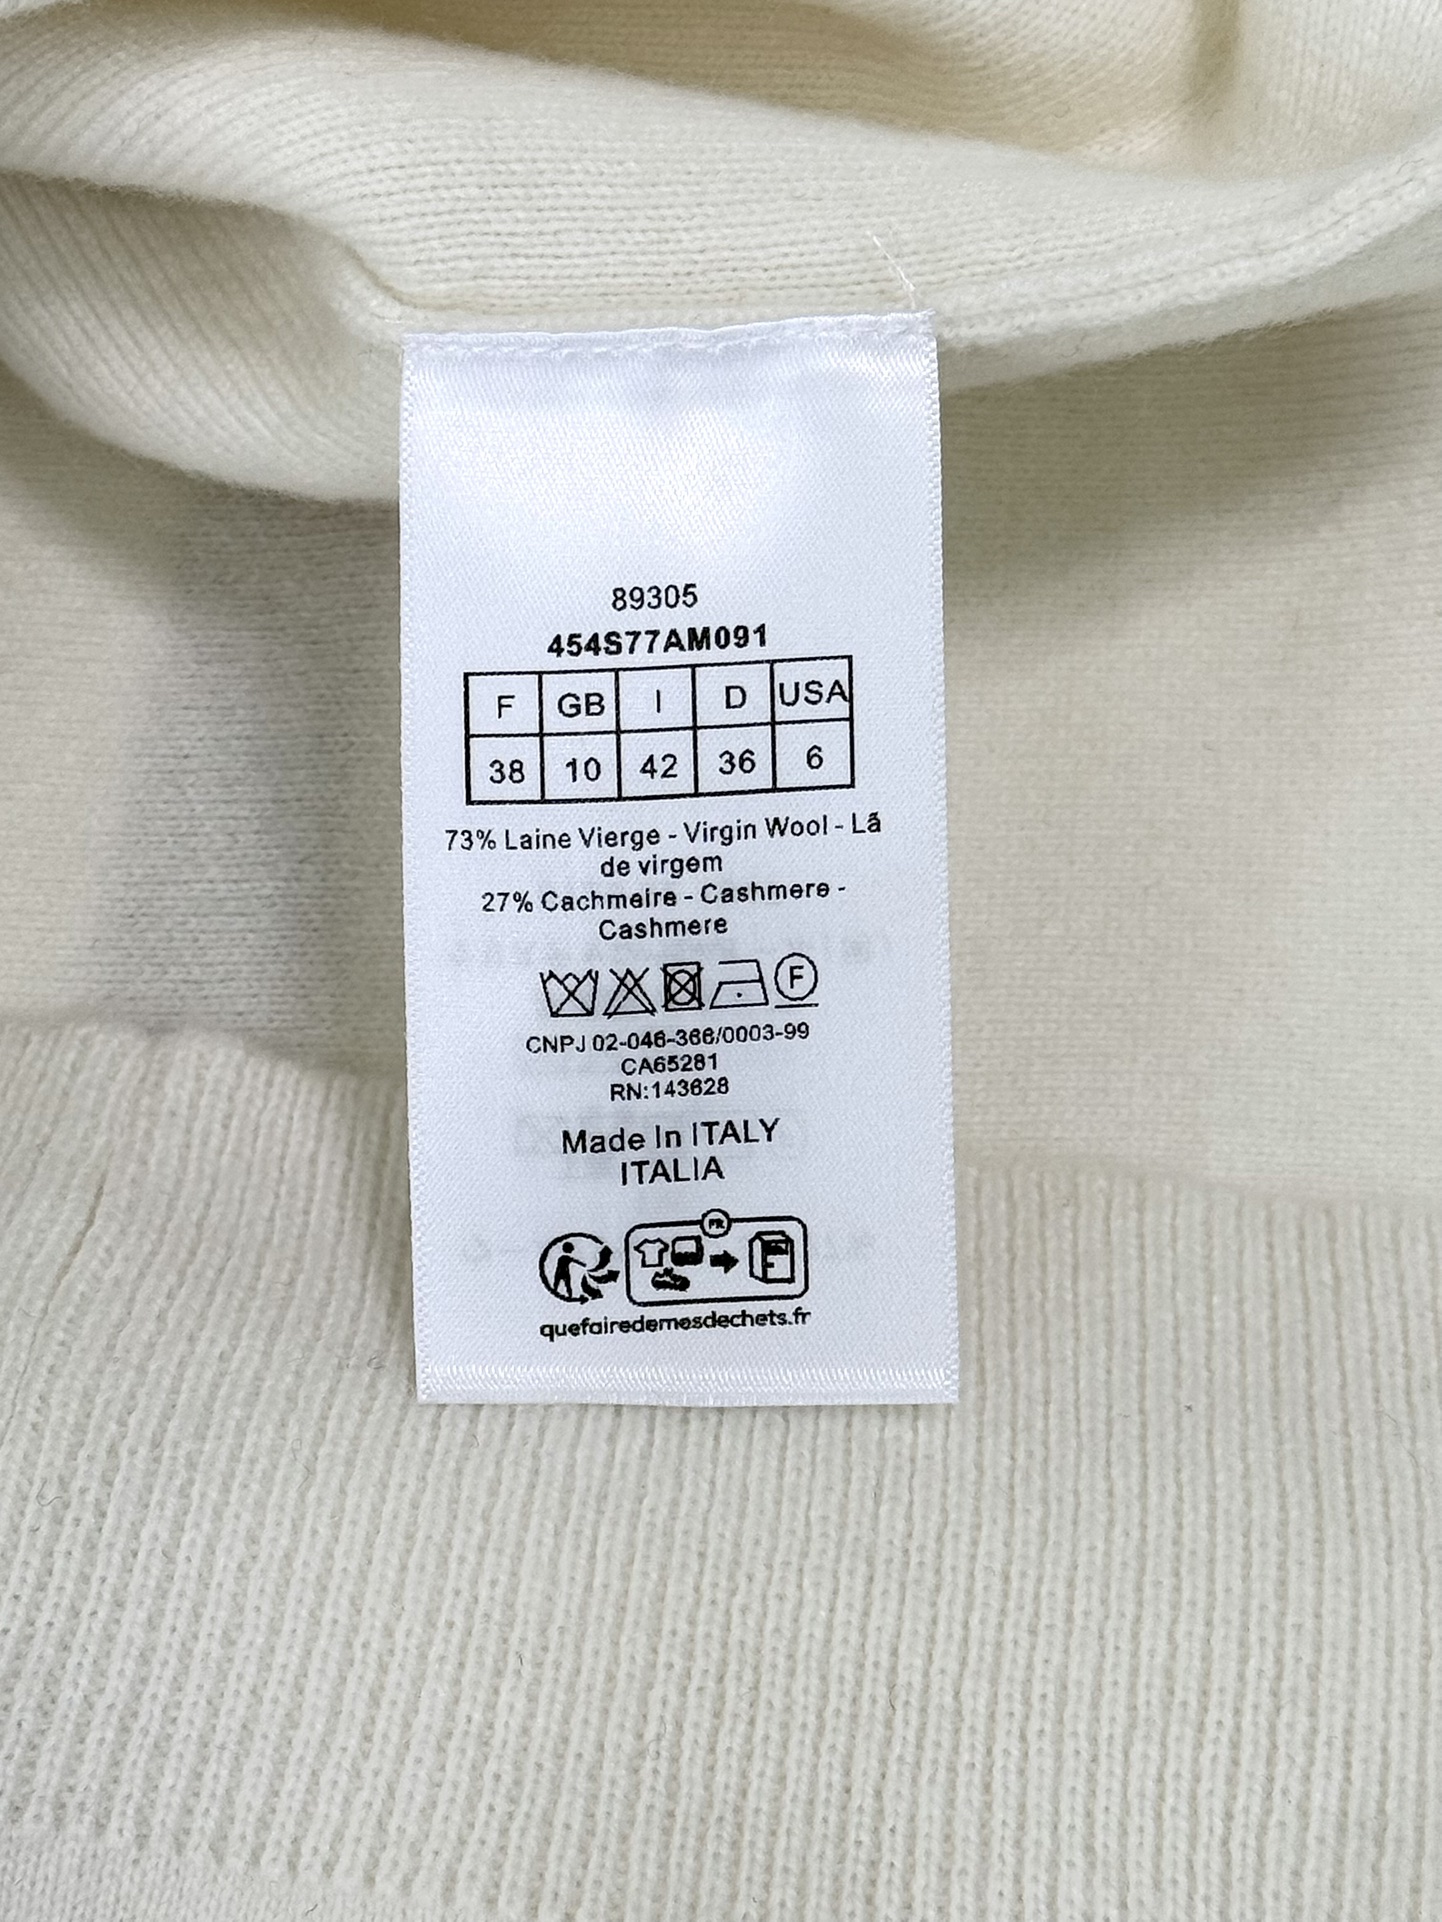 89305
454S77AM091
F GB I D USA
38 10 42 36 6
73% Laine Vierge - Virgin Wool - Lã
de virgem
27% Cachmeire - Cashmere -
Cashmere
F
CNPJ 02-046-366/0003-99
CA65281
RN:143628
Made In ITALY
ITALIA
FR
quefairedemesdechets.fr